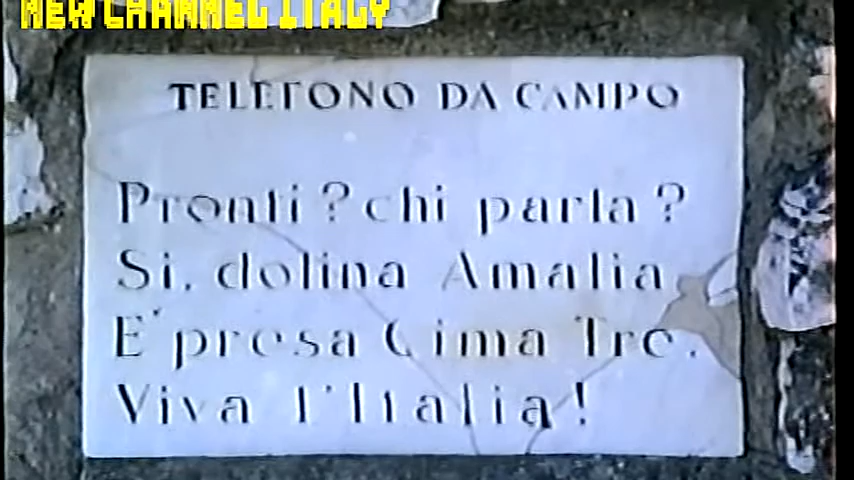 NEW CHANNEL ITALY
TELEFONO DA CAMPO
Pronti? chi parla?
Si, dolina Amalia
E' presa Cima Tre.
Viva l'Italia!